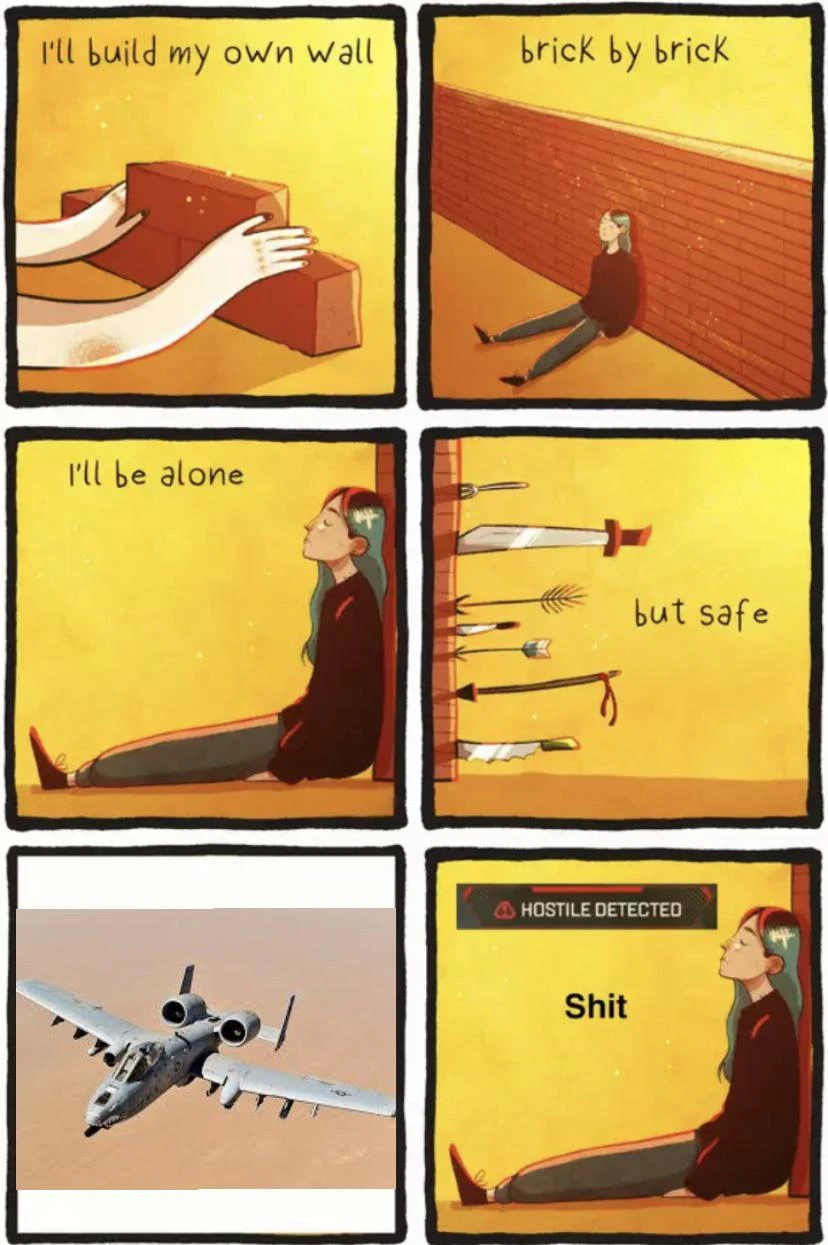 I'll build my own wall
brick by brick
I'll be alone
but safe
HOSTILE DETECTED
Shit